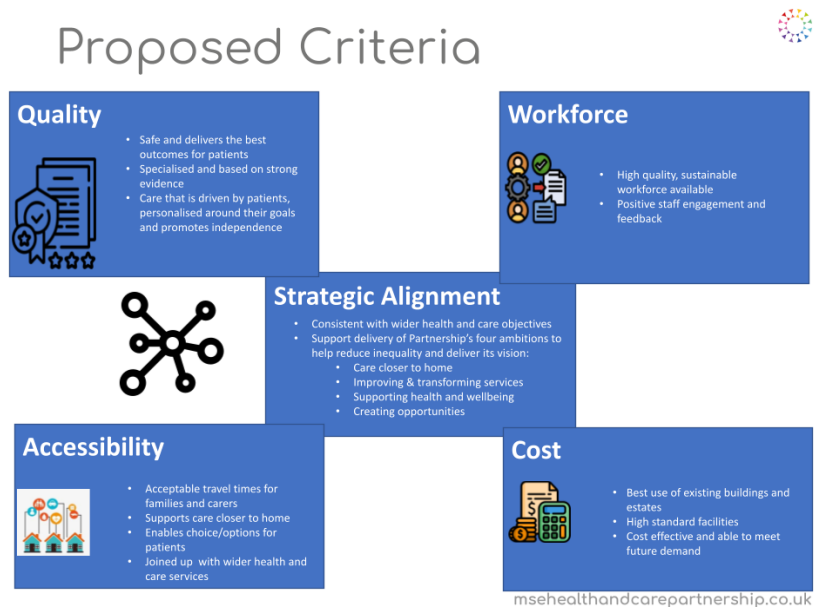 Proposed Criteria
Quality
• Safe and delivers the best
outcomes for patients
• Specialised and based on strong
evidence
• Care that is driven by patients,
personalised around their goals
and promotes independence
Workforce
• High quality, sustainable
workforce available
• Positive staff engagement and
feedback
Strategic Alignment
• Consistent with wider health and care objectives
• Support delivery of Partnership's four ambitions to
help reduce inequality and deliver its vision:
• Care closer to home
• Improving & transforming services
• Supporting health and wellbeing
• Creating opportunities
Accessibility
• Acceptable travel times for
families and carers
• Supports care closer to home
• Enables choice/options for
patients
• Joined up with wider health and
care services
Cost
• Best use of existing buildings and
estates
• High standard facilities
• Cost effective and able to meet
future demand
msehealthandcarepartnership.co.uk